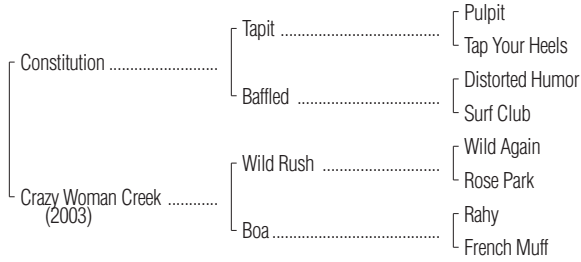 Pulpit
Tapit ..............................
Tap Your Heels
Constitution ..........................
Distorted Humor
Baffled ................................
Surf Club
Wild Again
Wild Rush ..........................
Rose Park
Crazy Woman Creek ............
(2003)
Rahy
Boa ......................................
French Muff